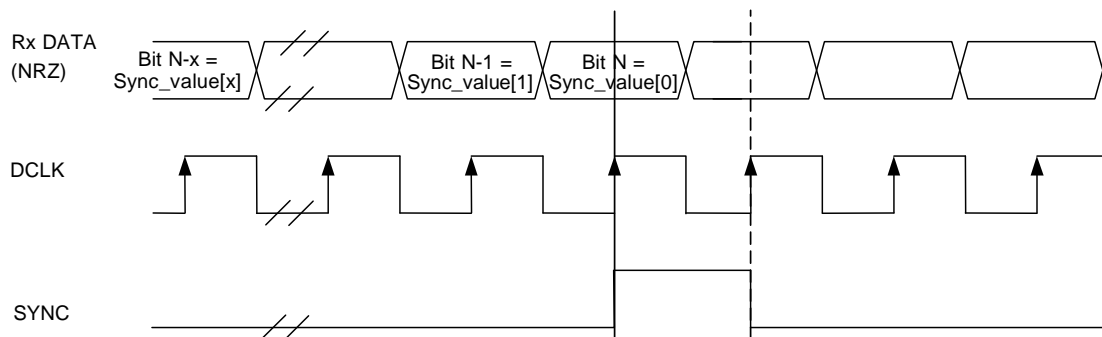 Rx DATA
(NRZ)
Bit N-x =
Sync_value[x]
Bit N-1 =
Sync_value[1]
Bit N =
Sync_value[0]
DCLK
SYNC